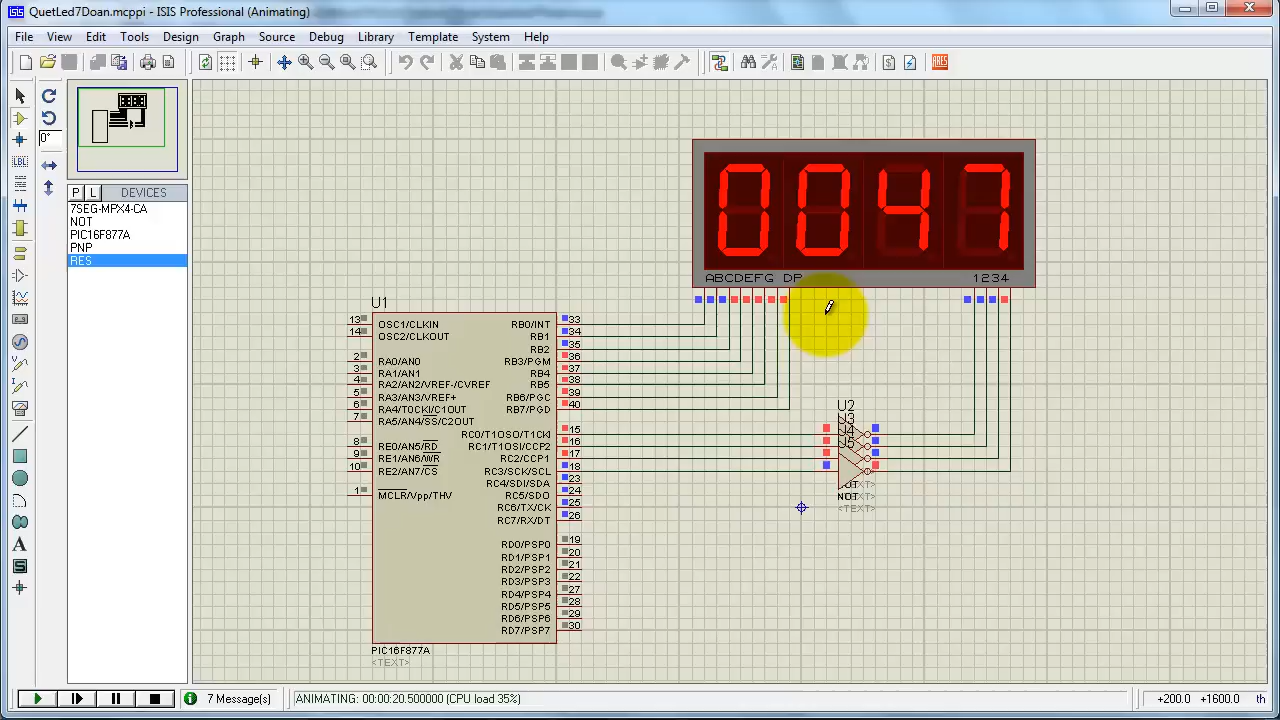 QuetLed7Doan.mcppi - ISIS Professional (Animating)
File View Edit Tools Design Graph Source Debug Library Template System Help
ISIS
ARES
0°
LBL
A
S
P L DEVICES
7SEG-MPX4-CA
NOT
PIC16F877A
PNP
RES
0047
ABCDEFG DP 1234
U1
13 OSC1/CLKIN RB0/INT 33
14 OSC2/CLKOUT RB1 34
RB2 35
2 RA0/AN0 RB3/PGM 36
3 RA1/AN1 RB4 37
4 RA2/AN2/VREF-/CVREF RB5 38
5 RA3/AN3/VREF+ RB6/PGC 39
6 RA4/T0CKI/C1OUT RB7/PGD 40
7 RA5/AN4/SS/C2OUT
RC0/T1OSO/T1CKI 15
8 RE0/AN5/RD RC1/T1OSI/CCP2 16
9 RE1/AN6/WR RC2/CCP1 17
10 RE2/AN7/CS RC3/SCK/SCL 18
RC4/SDI/SDA 23
1 MCLR/Vpp/THV RC5/SDO 24
RC6/TX/CK 25
RC7/RX/DT 26
RD0/PSP0 19
RD1/PSP1 20
RD2/PSP2 21
RD3/PSP3 22
RD4/PSP4 27
RD5/PSP5 28
RD6/PSP6 29
RD7/PSP7 30
PIC16F877A
<TEXT>
U2
U3
U4
U5
NOT
<TEXT>
7 Message(s) ANIMATING: 00:00:20.500000 (CPU load 35%) +200.0 +1600.0 th